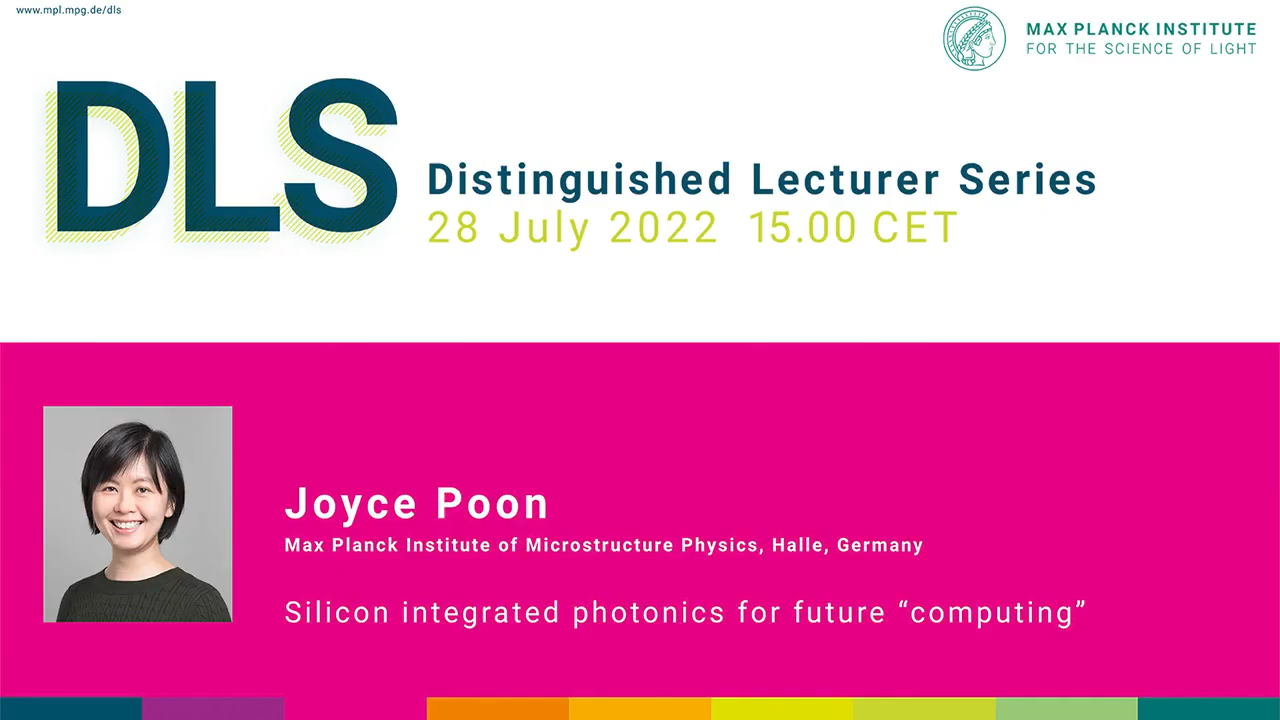 www.mpl.mpg.de/dls
MAX PLANCK INSTITUTE
FOR THE SCIENCE OF LIGHT
DLS
Distinguished Lecturer Series
28 July 2022 15.00 CET
Joyce Poon
Max Planck Institute of Microstructure Physics, Halle, Germany
Silicon integrated photonics for future “computing”